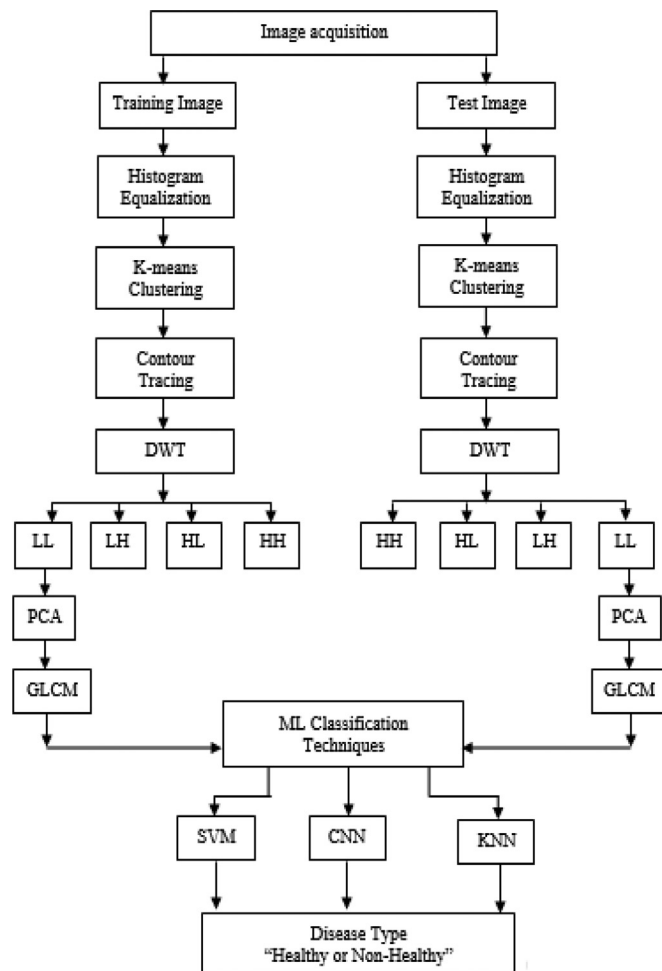 Image acquisition
Training Image
Test Image
Histogram
Equalization
Histogram
Equalization
K-means
Clustering
K-means
Clustering
Contour
Tracing
Contour
Tracing
DWT
DWT
LL
LH
HL
HH
HH
HL
LH
LL
PCA
PCA
GLCM
GLCM
ML Classification
Techniques
SVM
CNN
KNN
Disease Type
“Healthy or Non-Healthy”